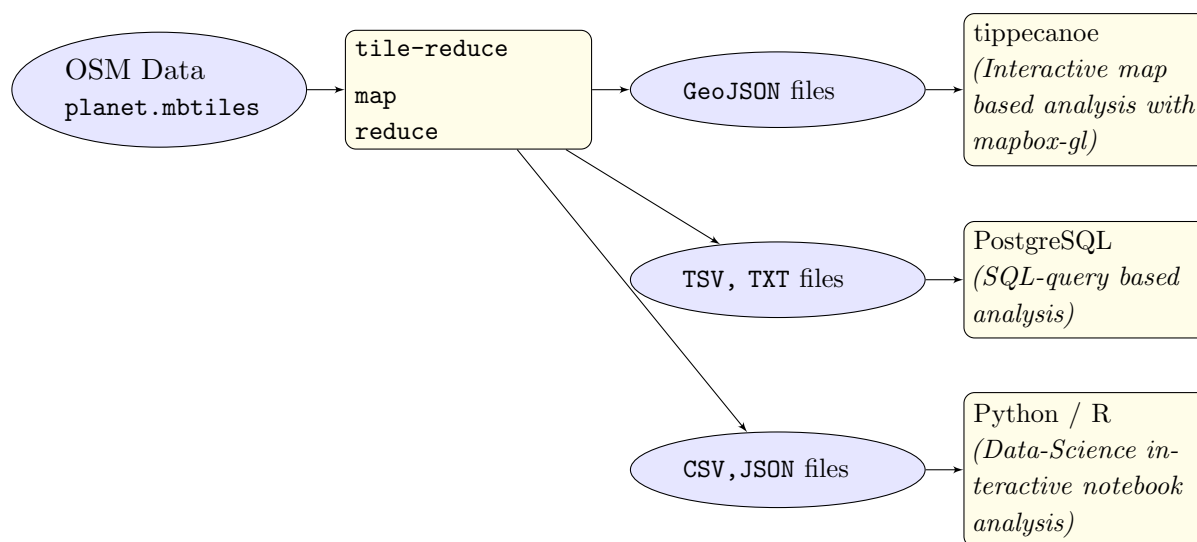 OSM Data
planet.mbtiles
tile-reduce
map
reduce
GeoJSON files
tippecanoe
(Interactive map
based analysis with
mapbox-gl)
TSV, TXT files
PostgreSQL
(SQL-query based
analysis)
CSV,JSON files
Python / R
(Data-Science in-
teractive notebook
analysis)